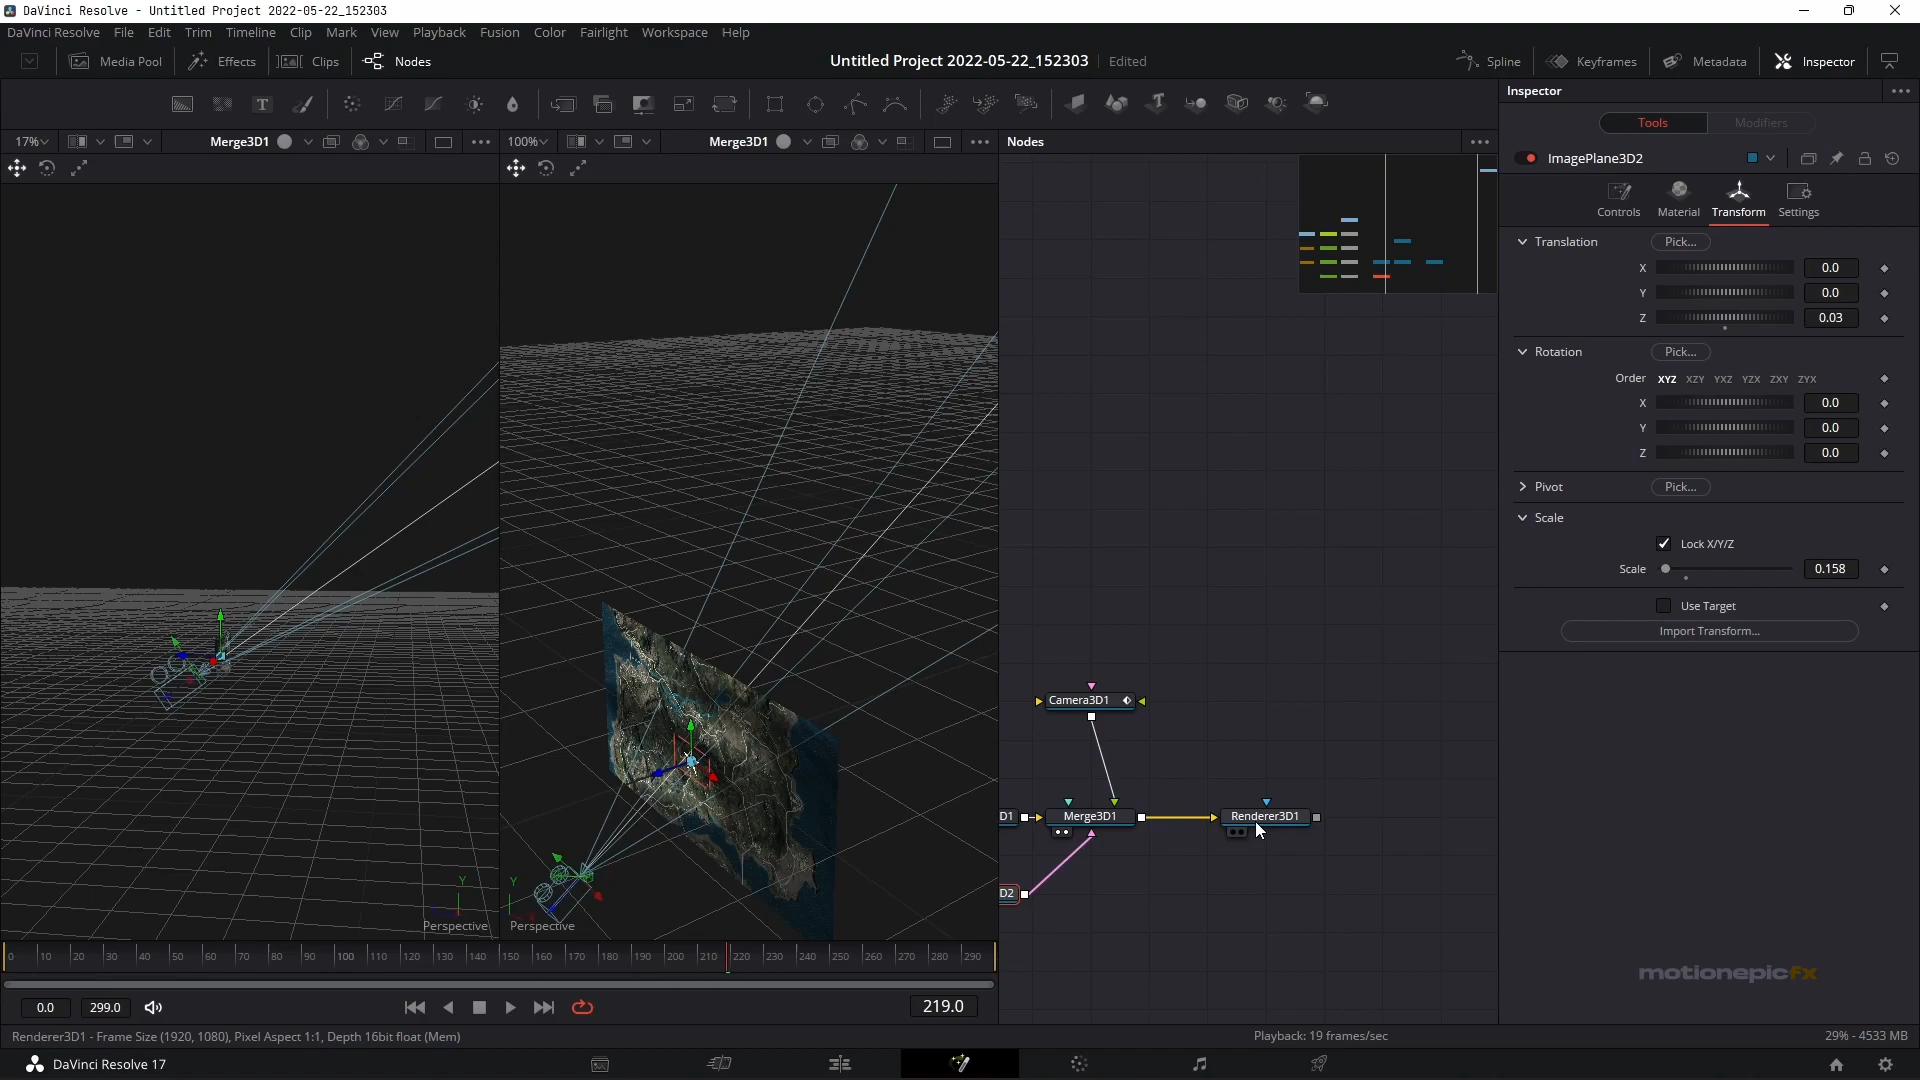 DaVinci Resolve - Untitled Project 2022-05-22_152303
DaVinci Resolve File Edit Trim Timeline Clip Mark View Playback Fusion Color Fairlight Workspace Help
Media Pool Effects Clips Nodes Untitled Project 2022-05-22_152303 Edited Spline Keyframes Metadata Inspector
Inspector
Tools Modifiers
17% Merge3D1 100% Merge3D1 Nodes
ImagePlane3D2
Controls Material Transform Settings
Translation Pick...
X 0.0
Y 0.0
Z 0.03
Rotation Pick...
Order XYZ XZY YXZ YZX ZXY ZYX
X 0.0
Y 0.0
Z 0.0
Pivot Pick...
Scale
Lock X/Y/Z
Scale 0.158
Use Target
Import Transform...
Camera3D1
D1 Merge3D1 Renderer3D1
D2
Y Y
Perspective Perspective
0 10 20 30 40 50 60 70 80 90 100 110 120 130 140 150 160 170 180 190 200 210 220 230 240 250 260 270 280 290
motionepicFX
0.0 299.0 219.0
Renderer3D1 - Frame Size (1920, 1080), Pixel Aspect 1:1, Depth 16bit float (Mem) Playback: 19 frames/sec 29% - 4533 MB
DaVinci Resolve 17